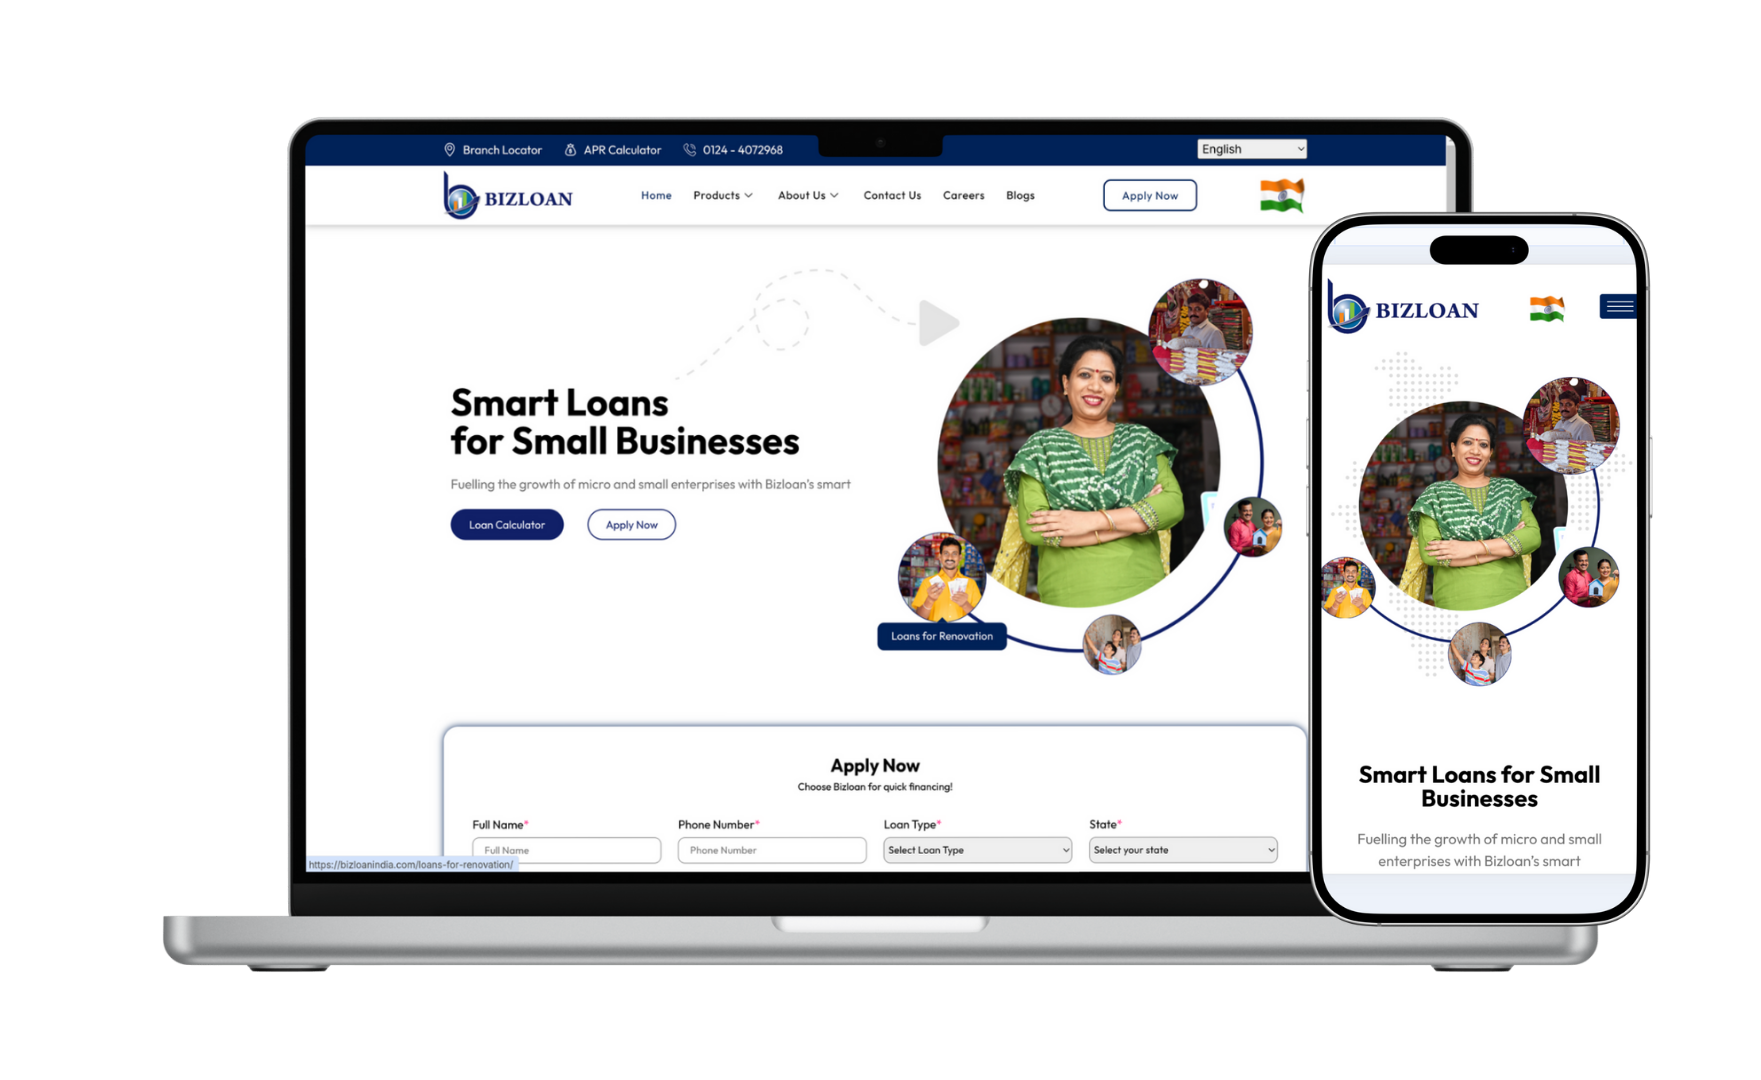 Branch Locator
APR Calculator
0124 - 4072968
English
BIZLOAN
Home
Products
About Us
Contact Us
Careers
Blogs
Apply Now
Smart Loans
for Small Businesses
Fuelling the growth of micro and small enterprises with Bizloan's smart
Loan Calculator
Apply Now
Loans for Renovation
Apply Now
Choose Bizloan for quick financing!
Full Name*
Phone Number*
Loan Type*
State*
Full Name
Phone Number
Select Loan Type
Select your state
https://bizloanindia.com/loans-for-renovation/
BIZLOAN
Smart Loans for Small
Businesses
Fuelling the growth of micro and small
enterprises with Bizloan's smart